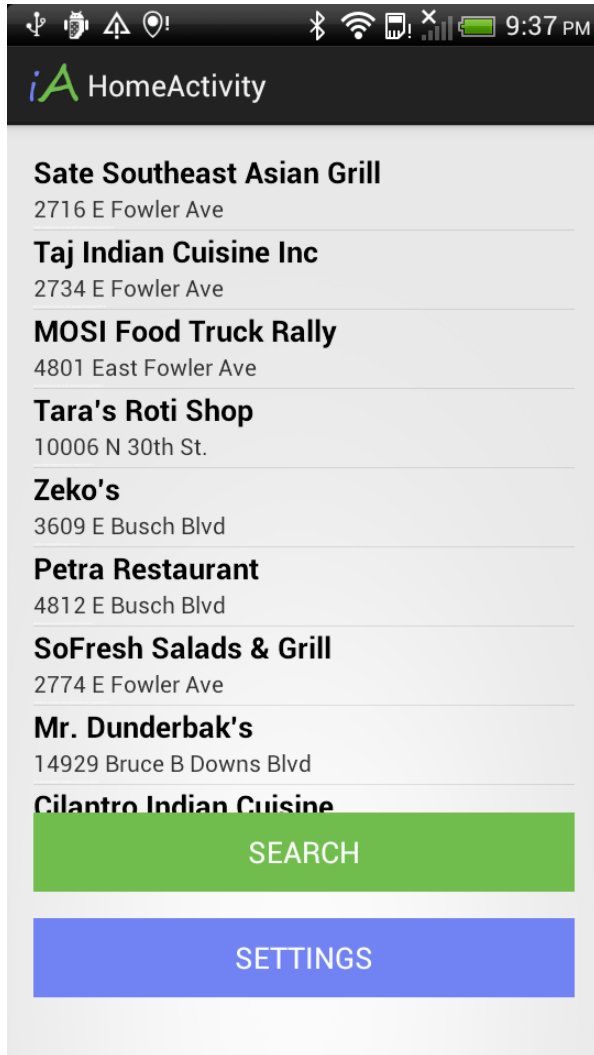 9:37 PM
iA HomeActivity
Sate Southeast Asian Grill
2716 E Fowler Ave
Taj Indian Cuisine Inc
2734 E Fowler Ave
MOSI Food Truck Rally
4801 East Fowler Ave
Tara's Roti Shop
10006 N 30th St.
Zeko's
3609 E Busch Blvd
Petra Restaurant
4812 E Busch Blvd
SoFresh Salads & Grill
2774 E Fowler Ave
Mr. Dunderbak's
14929 Bruce B Downs Blvd
Cilantro Indian Cuisine
SEARCH
SETTINGS